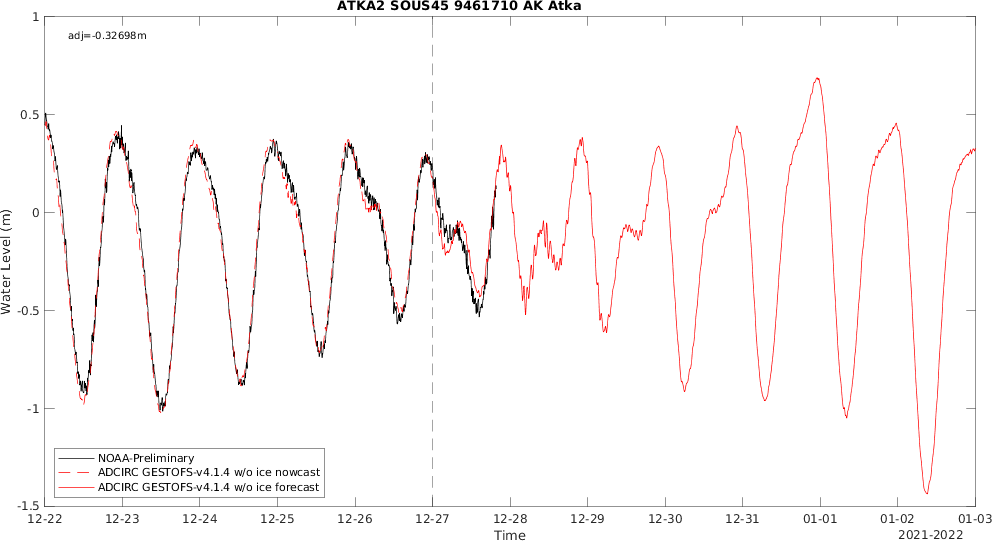 ATKA2 SOUS45 9461710 AK Atka
adj=-0.32698m
1
0.5
0
-0.5
-1
-1.5
Water Level (m)
NOAA-Preliminary
ADCIRC GESTOFS-v4.1.4 w/o ice nowcast
ADCIRC GESTOFS-v4.1.4 w/o ice forecast
12-22 12-23 12-24 12-25 12-26 12-27 12-28 12-29 12-30 12-31 01-01 01-02 01-03
Time
2021-2022